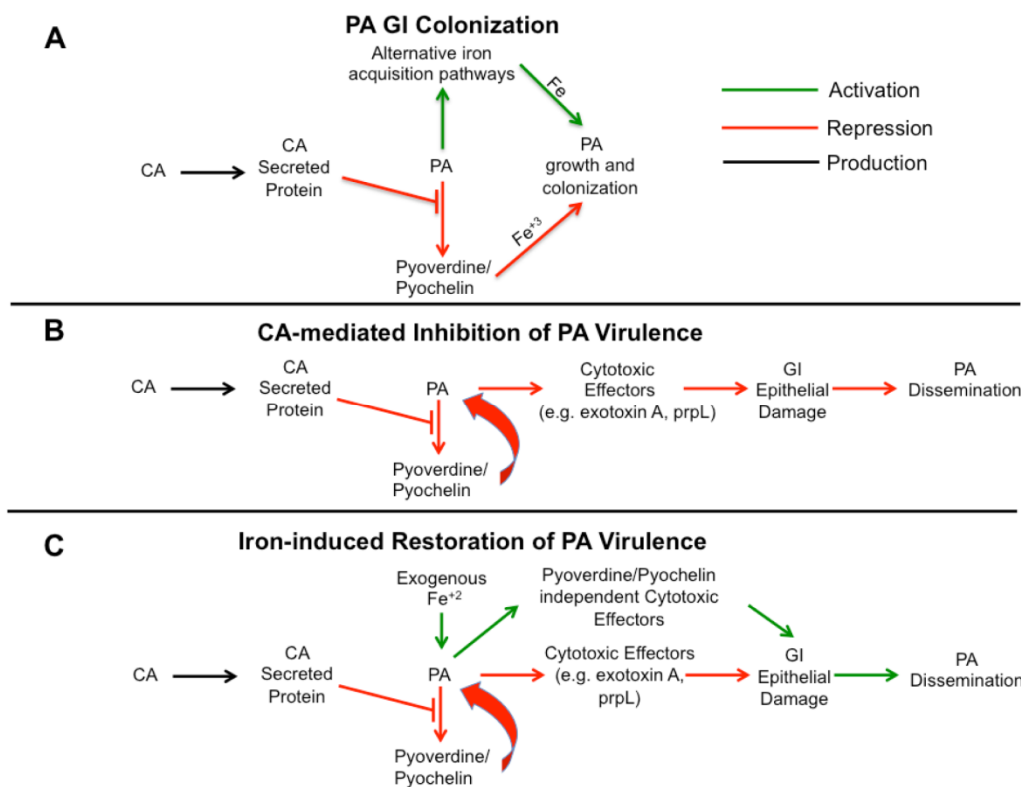 A
PA GI Colonization
Alternative iron
acquisition pathways
Fe
Activation
Repression
Production
CA
CA
Secreted
Protein
PA
PA
growth and
colonization
Fe+3
Pyoverdine/
Pyochelin
B
CA-mediated Inhibition of PA Virulence
CA
CA
Secreted
Protein
PA
Cytotoxic
Effectors
(e.g. exotoxin A, prpL)
GI
Epithelial
Damage
PA
Dissemination
Pyoverdine/
Pyochelin
C
Iron-induced Restoration of PA Virulence
Exogenous
Fe+2
Pyoverdine/Pyochelin
independent Cytotoxic
Effectors
CA
CA
Secreted
Protein
PA
Cytotoxic Effectors
(e.g. exotoxin A,
prpL)
GI
Epithelial
Damage
PA
Dissemination
Pyoverdine/
Pyochelin